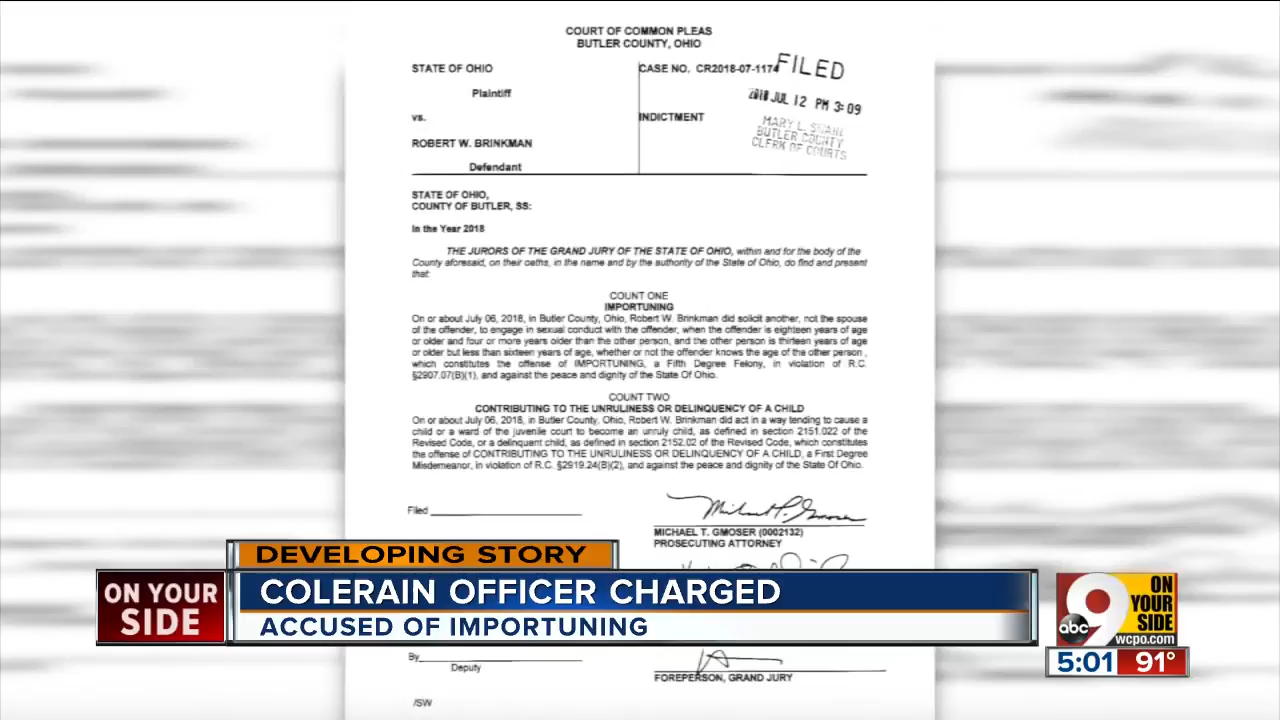 COURT OF COMMON PLEAS
BUTLER COUNTY, OHIO
STATE OF OHIO
Plaintiff
vs.
ROBERT W. BRINKMAN
Defendant
CASE NO. CR2018-07-1174
INDICTMENT
FILED
2018 JUL 12 PM 3:09
MARY L. SWAIN
BUTLER COUNTY
CLERK OF COURTS
STATE OF OHIO,
COUNTY OF BUTLER, SS:
In the Year 2018
THE JURORS OF THE GRAND JURY OF THE STATE OF OHIO, within and for the body of the
County aforesaid, on their oaths, in the name and by the authority of the State of Ohio, do find and present
that:
COUNT ONE
IMPORTUNING
On or about July 06, 2018, in Butler County, Ohio, Robert W. Brinkman did solicit another, not the spouse
of the offender, to engage in sexual conduct with the offender, when the offender is eighteen years of age
or older and four or more years older than the other person, and the other person is thirteen years of age
or older but less than sixteen years of age, whether or not the offender knows the age of the other person ,
which constitutes the offense of IMPORTUNING, a Fifth Degree Felony, in violation of R.C.
§2907.07(B)(1), and against the peace and dignity of the State Of Ohio.
COUNT TWO
CONTRIBUTING TO THE UNRULINESS OR DELINQUENCY OF A CHILD
On or about July 06, 2018, in Butler County, Ohio, Robert W. Brinkman did act in a way tending to cause a
child or a ward of the juvenile court to become an unruly child, as defined in section 2151.022 of the
Revised Code, or a delinquent child, as defined in section 2152.02 of the Revised Code, which constitutes
the offense of CONTRIBUTING TO THE UNRULINESS OR DELINQUENCY OF A CHILD, a First Degree
Misdemeanor, in violation of R.C. §2919.24(B)(2), and against the peace and dignity of the State Of Ohio.
Filed
MICHAEL T. GMOSER (0002132)
PROSECUTING ATTORNEY
DEVELOPING STORY
ON YOUR
SIDE
COLERAIN OFFICER CHARGED
ACCUSED OF IMPORTUNING
abc
9
ON
YOUR
SIDE
wcpo.com
5:01 91°
By
Deputy
FOREPERSON, GRAND JURY
/SW